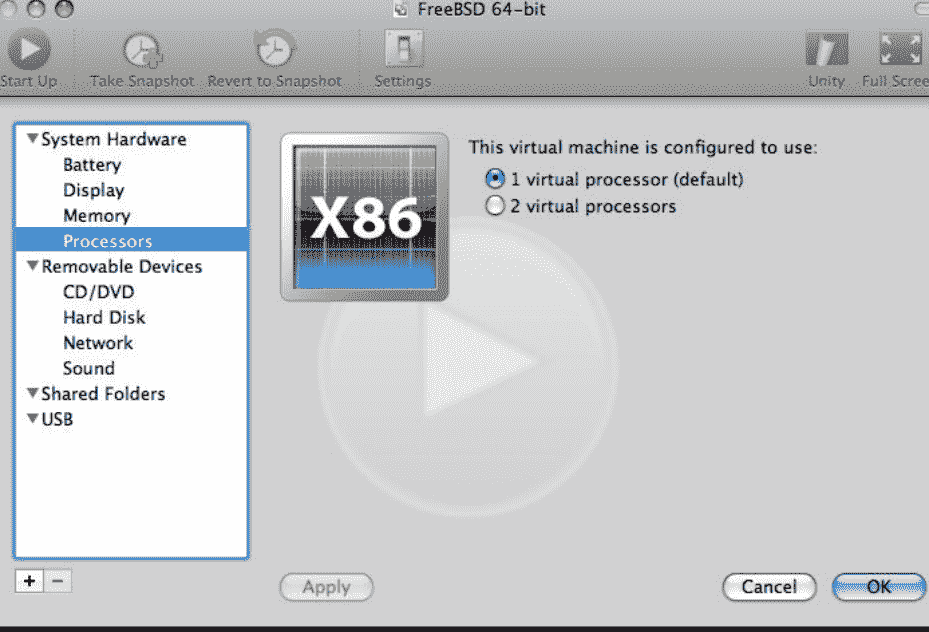 FreeBSD 64-bit
Start Up Take Snapshot Revert to Snapshot Settings Unity Full Scree
System Hardware
Battery
Display
Memory
Processors
Removable Devices
CD/DVD
Hard Disk
Network
Sound
Shared Folders
USB
X86
This virtual machine is configured to use:
1 virtual processor (default)
2 virtual processors
+ −
Apply Cancel OK